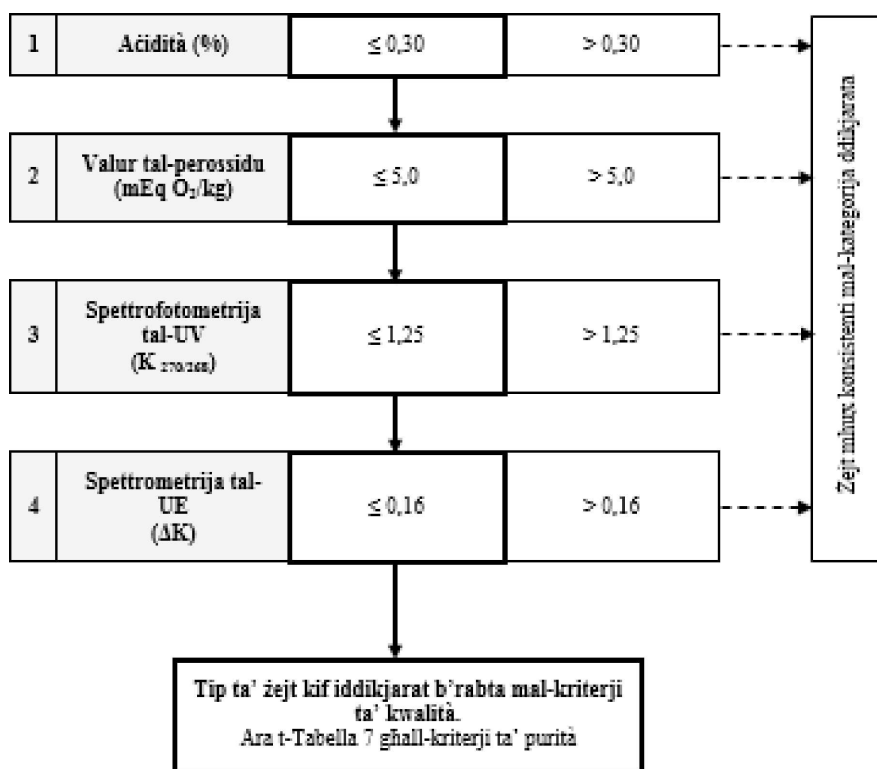 1 Aċidità (%) ≤ 0,30 > 0,30
2 Valur tal-perossidu
(mEq O₂/kg) ≤ 5,0 > 5,0
3 Spettrofotometrija
tal-UV
(K 270/268) ≤ 1,25 > 1,25
4 Spettrometrija tal-
UE
(ΔK) ≤ 0,16 > 0,16
Żejt mhux konsistenti mal-kategorija ddikjarata
Tip ta’ żejt kif iddikjarat b’rabta mal-kriterji
ta’ kwalità.
Ara t-Tabella 7 għall-kriterji ta’ purità